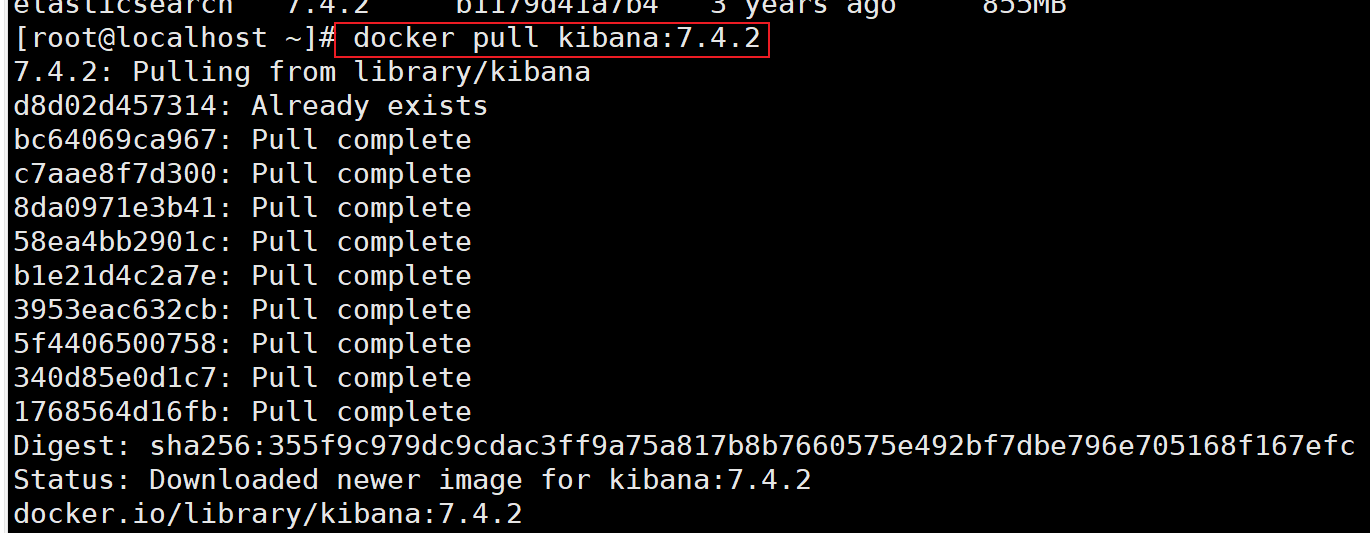 elasticsearch 7.4.2 b1179d41a7b4 3 years ago 855MB
[root@localhost ~]# docker pull kibana:7.4.2
7.4.2: Pulling from library/kibana
d8d02d457314: Already exists
bc64069ca967: Pull complete
c7aae8f7d300: Pull complete
8da0971e3b41: Pull complete
58ea4bb2901c: Pull complete
b1e21d4c2a7e: Pull complete
3953eac632cb: Pull complete
5f4406500758: Pull complete
340d85e0d1c7: Pull complete
1768564d16fb: Pull complete
Digest: sha256:355f9c979dc9cdac3ff9a75a817b8b7660575e492bf7dbe796e705168f167efc
Status: Downloaded newer image for kibana:7.4.2
docker.io/library/kibana:7.4.2